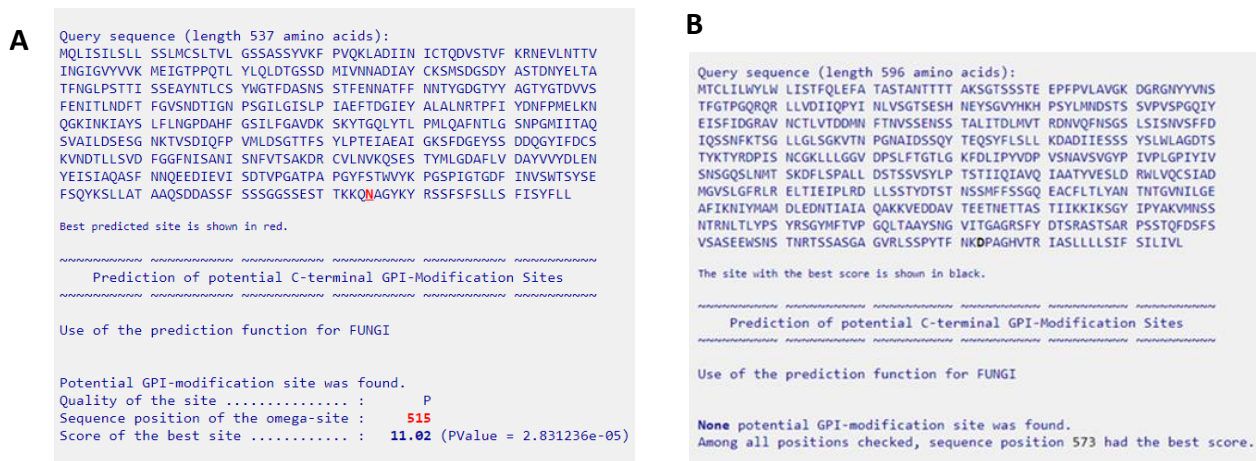 A
Query sequence (length 537 amino acids):
MQLISILSLL SSLMCSLTVL GSSASSYVKF PVQKLADIIN ICTQDVSTVF KRNEVLNTTV
INGIGVYVVK MEIGTPPQTL YLQLDTGSSD MIVNNADIAY CKSMSDGSDY ASTDNYELTA
TFNGLPSTTI SSEAYNTLCS YWGTFDASNS STFENNATFF NNTYGDGTYY AGTYGTDVVS
FENITLNDFT FGVSNDTIGN PSGILGISLP IAEFTDGIEY ALALNRTPFI YDNFPMELKN
QGKINKIAYS LFLNGPDAHF GSILFGAVDK SKYTGQLYTL PMLQAFNTLG SNPGMIITAQ
SVAILDSESG NKTVSDIQFP VMLDSGTTFS YLPTEIAEAI GKSFDGEYSS DDQGYIFDCS
KVNDTLLSVD FGGFNISANI SNFVTSAKDR CVLNVKQSES TYMLGDAFLV DAYVVYDLEN
YEISIAQASF NNQEEDIEVI SDTVPGATPA PGYFSTWVYK PGSPIGTGDF INVSWTSYSE
FSQYKSLLAT AAQSDDASSF SSSGGSSEST TKKQNAGYKY RSSFSFSLLS FISYFLL
Best predicted site is shown in red.
~~~~~~~~~~ ~~~~~~~~~~ ~~~~~~~~~~ ~~~~~~~~~~ ~~~~~~~~~~ ~~~~~~~~~~
Prediction of potential C-terminal GPI-Modification Sites
~~~~~~~~~~ ~~~~~~~~~~ ~~~~~~~~~~ ~~~~~~~~~~ ~~~~~~~~~~ ~~~~~~~~~~
Use of the prediction function for FUNGI
Potential GPI-modification site was found.
Quality of the site ............... : P
Sequence position of the omega-site : 515
Score of the best site ............ : 11.02 (PValue = 2.831236e-05)
B
Query sequence (length 596 amino acids):
MTCLILWYLW LISTFQLEFA TASTANTTTT AKSGTSSSTE EPFPVLAVGK DGRGNYYVNS
TFGTPGQRQR LLVDIIQPYI NLVSGTSESH NEYSGVYHKH PSYLMNDSTS SVPVSPGQIY
EISFIDGRAV NCTLVTDDMN FTNVSSENSS TALITDLMVT RDNVQFNSGS LSISNVSFFD
IQSSNFKTSG LLGLSGKVTN PGNAIDSSQY TEQSYFLSLL KDADIIESSS YSLWLAGDTS
TYKTYRDPIS NCGKLLLGGV DPSLFTGTLG KFDLIPYVDP VSNAVSVGYP IVPLGPIYIV
SNSGQSLNMT SKDFLSPALL DSTSSVSYLP TSTIIQIAVQ IAATYVESLD RWLVQCSIAD
MGVSLGFRLR ELTIEIPLRD LLSSTYDTST NSSMFFSSGQ EACFLTLYAN TNTGVNILGE
AFIKNIYMAM DLEDNTIAIA QAKKVEDDAV TEETNETTAS TIIKKIKSGY IPYAKVMNSS
NTRNLTLYPS YRSGYMFTVP GQLTAAYSNG VITGAGRSFY DTSRASTSAR PSSTQFDSFS
VSASEEWSNS TNRTSSASGA GVRLSSPYTF NKDPAGHVTR IASLLLLSIF SILIVL
The site with the best score is shown in black.
~~~~~~~~~~ ~~~~~~~~~~ ~~~~~~~~~~ ~~~~~~~~~~ ~~~~~~~~~~ ~~~~~~~~~~
Prediction of potential C-terminal GPI-Modification Sites
~~~~~~~~~~ ~~~~~~~~~~ ~~~~~~~~~~ ~~~~~~~~~~ ~~~~~~~~~~ ~~~~~~~~~~
Use of the prediction function for FUNGI
None potential GPI-modification site was found.
Among all positions checked, sequence position 573 had the best score.